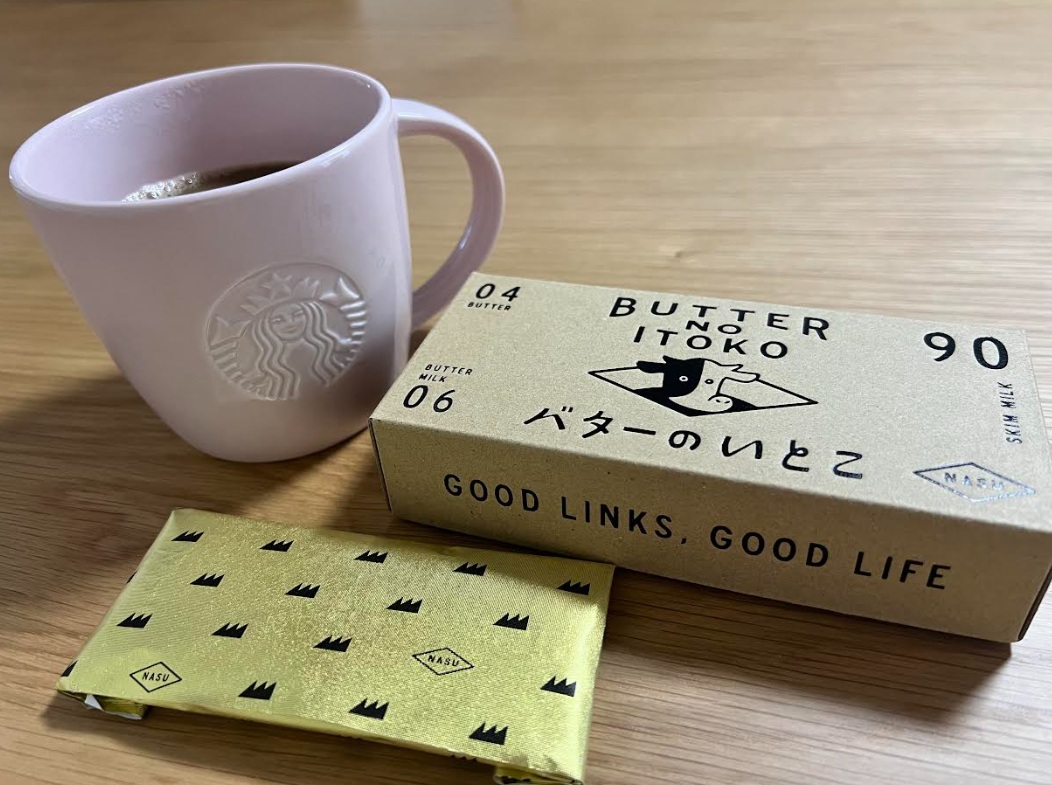 04
BUTTER
BUTTER
NO
ITOKO
90
SKIM MILK
BUTTER
MILK
06
バターのいとこ
NASU
GOOD LINKS, GOOD LIFE
NASU
NASU